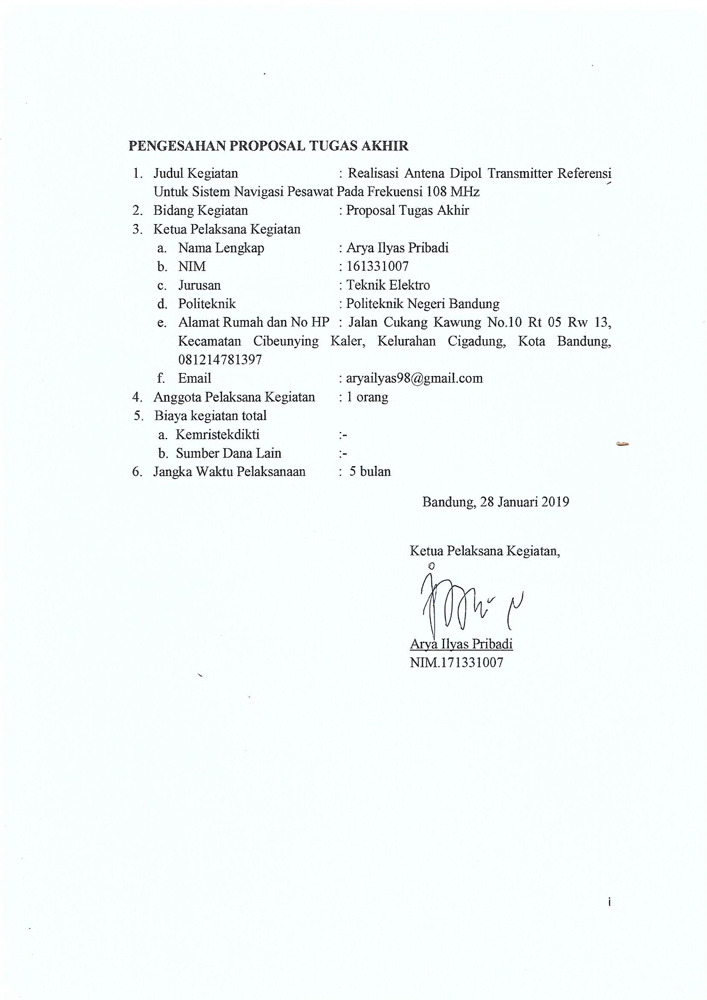 PENGESAHAN PROPOSAL TUGAS AKHIR
1. Judul Kegiatan : Realisasi Antena Dipol Transmitter Referensi
Untuk Sistem Navigasi Pesawat Pada Frekuensi 108 MHz
2. Bidang Kegiatan : Proposal Tugas Akhir
3. Ketua Pelaksana Kegiatan
a. Nama Lengkap : Arya Ilyas Pribadi
b. NIM : 161331007
c. Jurusan : Teknik Elektro
d. Politeknik : Politeknik Negeri Bandung
e. Alamat Rumah dan No HP : Jalan Cukang Kawung No.10 Rt 05 Rw 13,
Kecamatan Cibeunying Kaler, Kelurahan Cigadung, Kota Bandung,
081214781397
f. Email : aryailyas98@gmail.com
4. Anggota Pelaksana Kegiatan : 1 orang
5. Biaya kegiatan total
a. Kemristekdikti :-
b. Sumber Dana Lain :-
6. Jangka Waktu Pelaksanaan : 5 bulan
Bandung, 28 Januari 2019
Ketua Pelaksana Kegiatan,
Arya Ilyas Pribadi
NIM.171331007
i